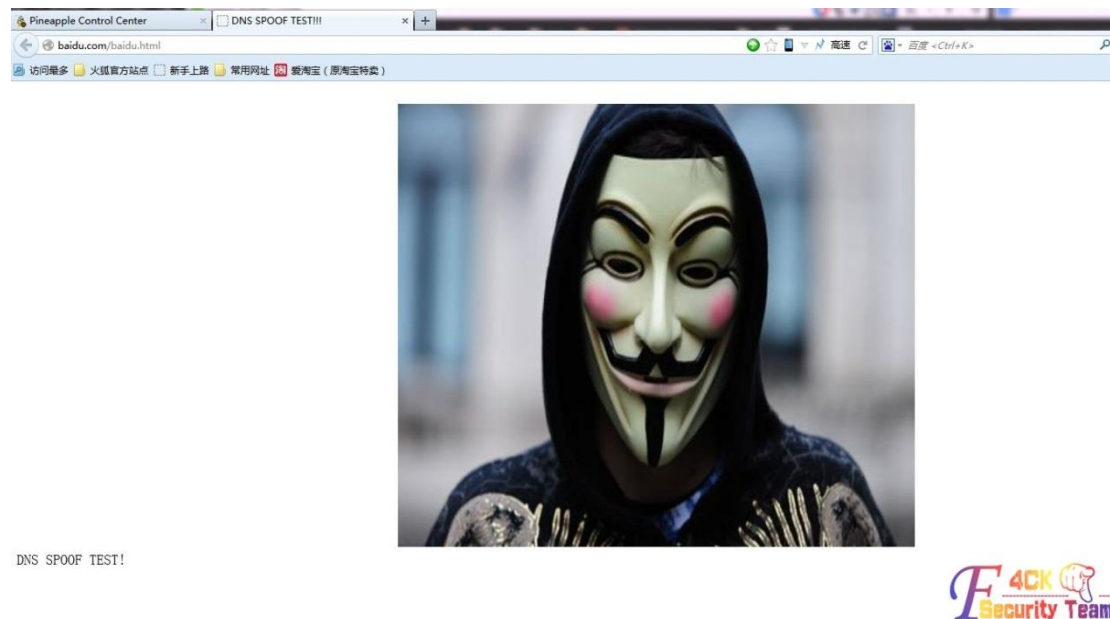 Pineapple Control Center
DNS SPOOF TEST!!!
baidu.com/baidu.html
高速
百度 <Ctrl+K>
访问最多 火狐官方站点 新手上路 常用网址 爱淘宝（原淘宝特卖）
DNS SPOOF TEST!
F4CK
Security Team